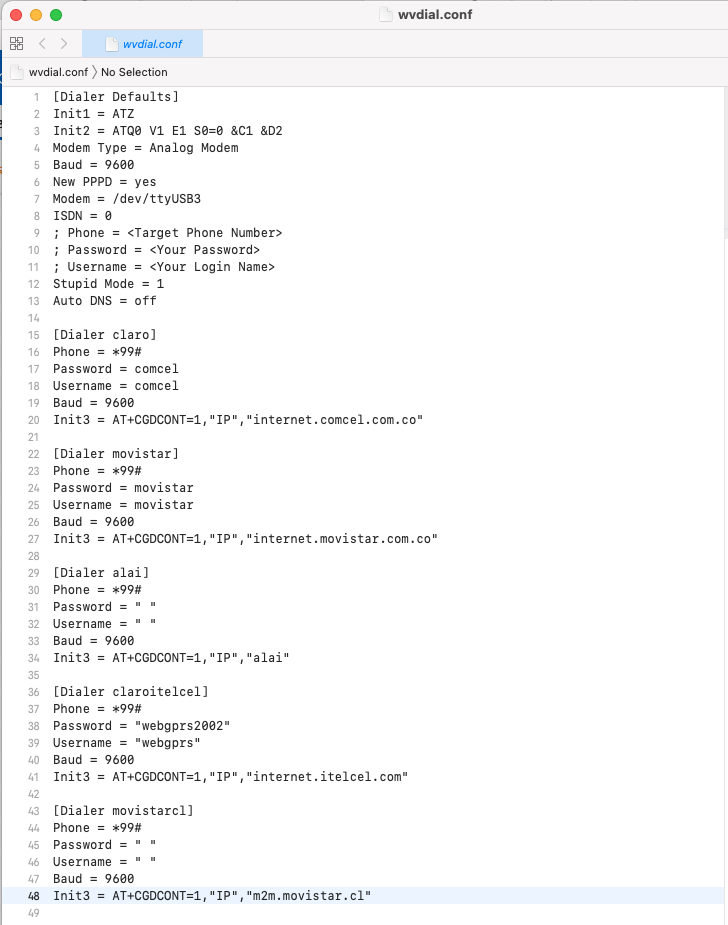 wvdial.conf
wvdial.conf
wvdial.conf 〉 No Selection
1 [Dialer Defaults]
2 Init1 = ATZ
3 Init2 = ATQ0 V1 E1 S0=0 &C1 &D2
4 Modem Type = Analog Modem
5 Baud = 9600
6 New PPPD = yes
7 Modem = /dev/ttyUSB3
8 ISDN = 0
9 ; Phone = <Target Phone Number>
10 ; Password = <Your Password>
11 ; Username = <Your Login Name>
12 Stupid Mode = 1
13 Auto DNS = off
14
15 [Dialer claro]
16 Phone = *99#
17 Password = comcel
18 Username = comcel
19 Baud = 9600
20 Init3 = AT+CGDCONT=1,"IP","internet.comcel.com.co"
21
22 [Dialer movistar]
23 Phone = *99#
24 Password = movistar
25 Username = movistar
26 Baud = 9600
27 Init3 = AT+CGDCONT=1,"IP","internet.movistar.com.co"
28
29 [Dialer alai]
30 Phone = *99#
31 Password = " "
32 Username = " "
33 Baud = 9600
34 Init3 = AT+CGDCONT=1,"IP","alai"
35
36 [Dialer claroitelcel]
37 Phone = *99#
38 Password = "webgprs2002"
39 Username = "webgprs"
40 Baud = 9600
41 Init3 = AT+CGDCONT=1,"IP","internet.itelcel.com"
42
43 [Dialer movistarcl]
44 Phone = *99#
45 Password = " "
46 Username = " "
47 Baud = 9600
48 Init3 = AT+CGDCONT=1,"IP","m2m.movistar.cl"
49